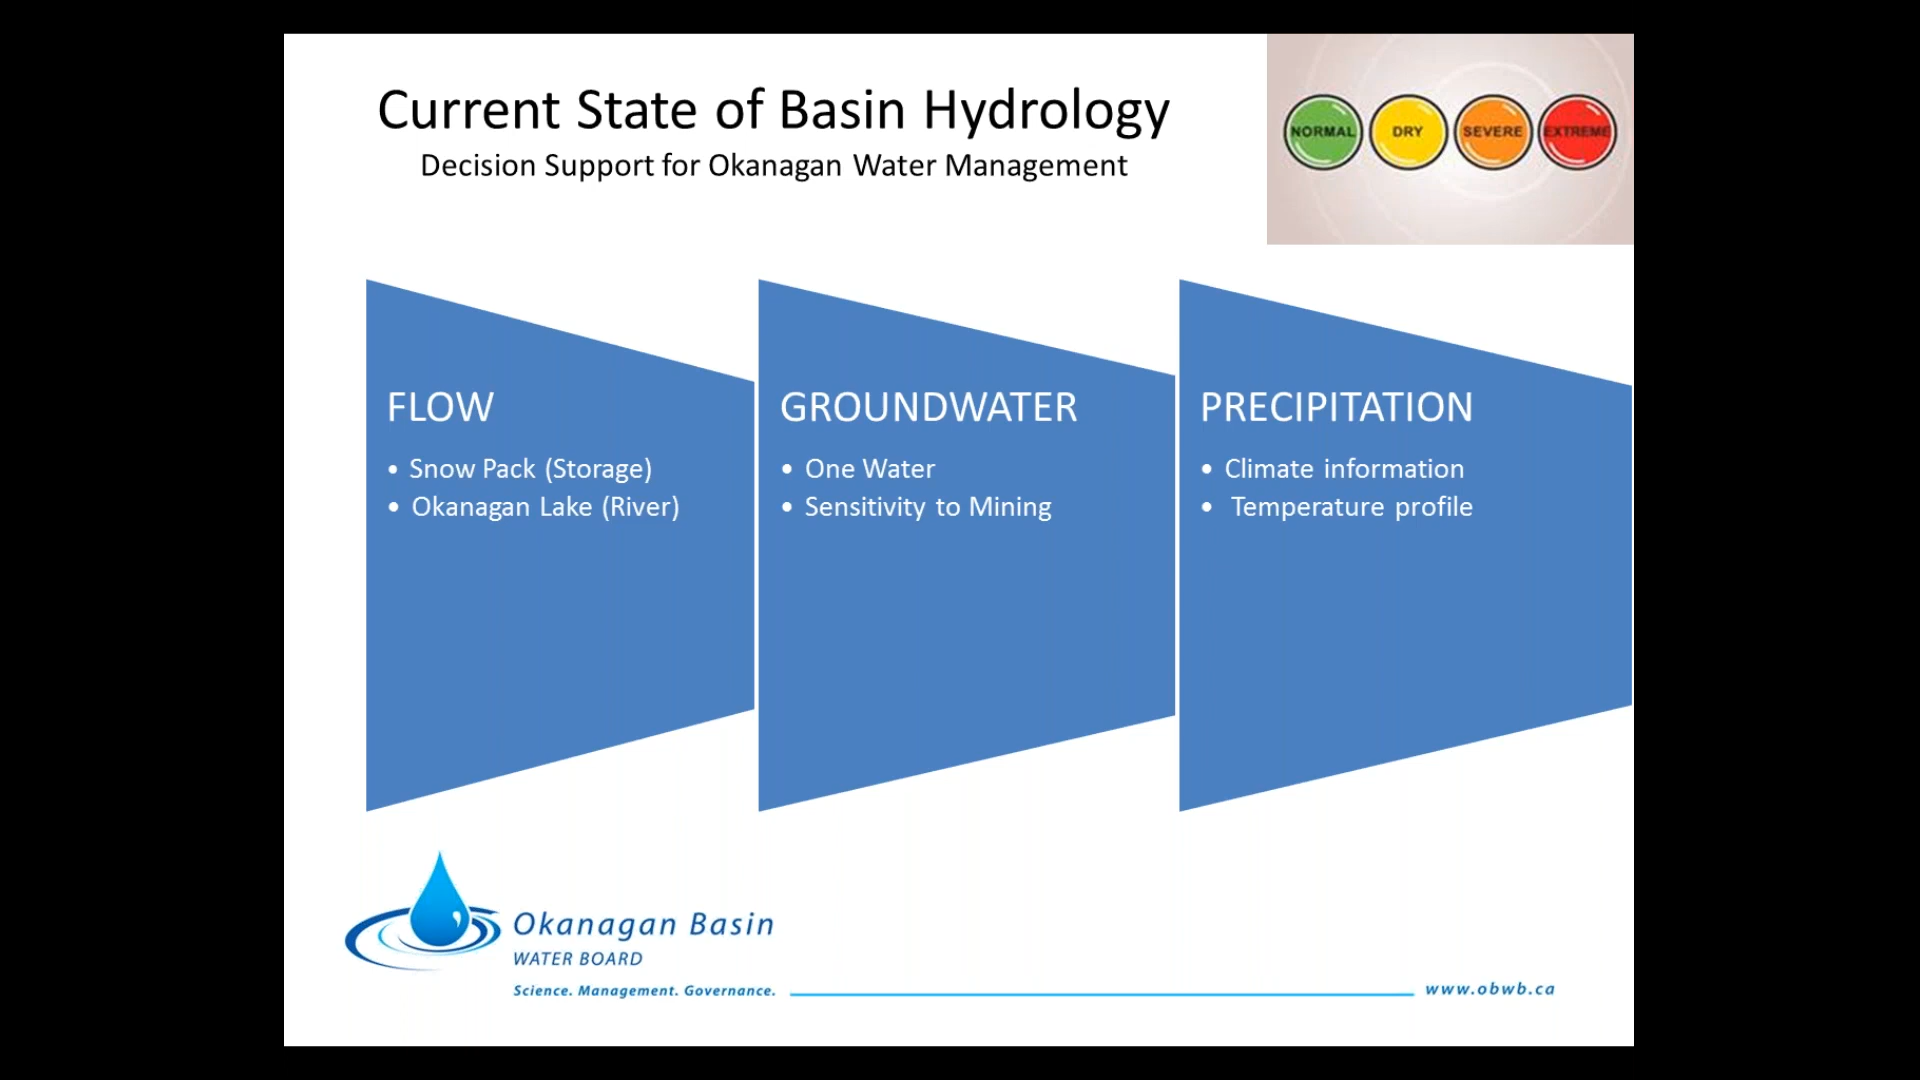 Current State of Basin Hydrology
Decision Support for Okanagan Water Management
NORMAL DRY SEVERE EXTREME
FLOW
• Snow Pack (Storage)
• Okanagan Lake (River)
GROUNDWATER
• One Water
• Sensitivity to Mining
PRECIPITATION
• Climate information
• Temperature profile
Okanagan Basin
WATER BOARD
Science. Management. Governance.
www.obwb.ca